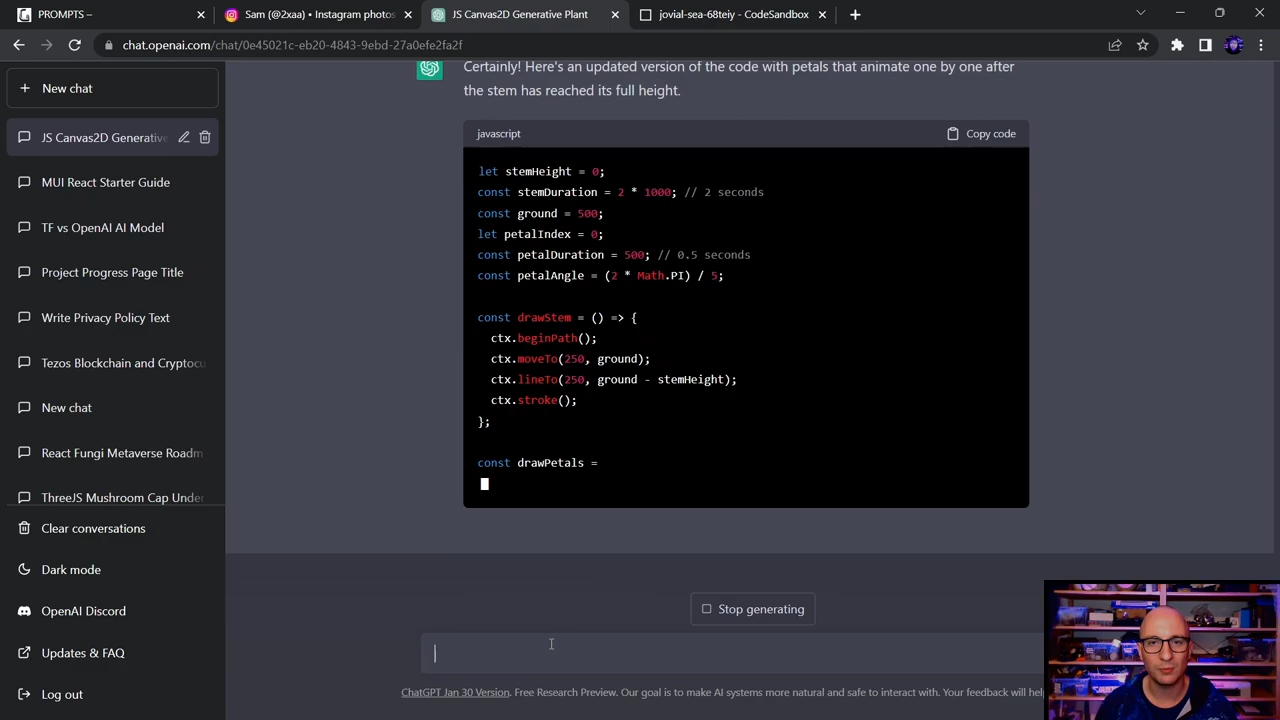 PROMPTS –
Sam (@2xaa) • Instagram photos
JS Canvas2D Generative Plant
jovial-sea-68teiy - CodeSandbox
chat.openai.com/chat/0e45021c-eb20-4843-9ebd-27a0efe2fa2f
New chat
JS Canvas2D Generative
MUI React Starter Guide
TF vs OpenAI AI Model
Project Progress Page Title
Write Privacy Policy Text
Tezos Blockchain and Cryptocu
New chat
React Fungi Metaverse Roadm
ThreeJS Mushroom Cap Under
Clear conversations
Dark mode
OpenAI Discord
Updates & FAQ
Log out
Certainly! Here's an updated version of the code with petals that animate one by one after
the stem has reached its full height.
javascript
Copy code
let stemHeight = 0;
const stemDuration = 2 * 1000; // 2 seconds
const ground = 500;
let petalIndex = 0;
const petalDuration = 500; // 0.5 seconds
const petalAngle = (2 * Math.PI) / 5;
const drawStem = () => {
ctx.beginPath();
ctx.moveTo(250, ground);
ctx.lineTo(250, ground - stemHeight);
ctx.stroke();
};
const drawPetals =
Stop generating
ChatGPT Jan 30 Version. Free Research Preview. Our goal is to make AI systems more natural and safe to interact with. Your feedback will hel